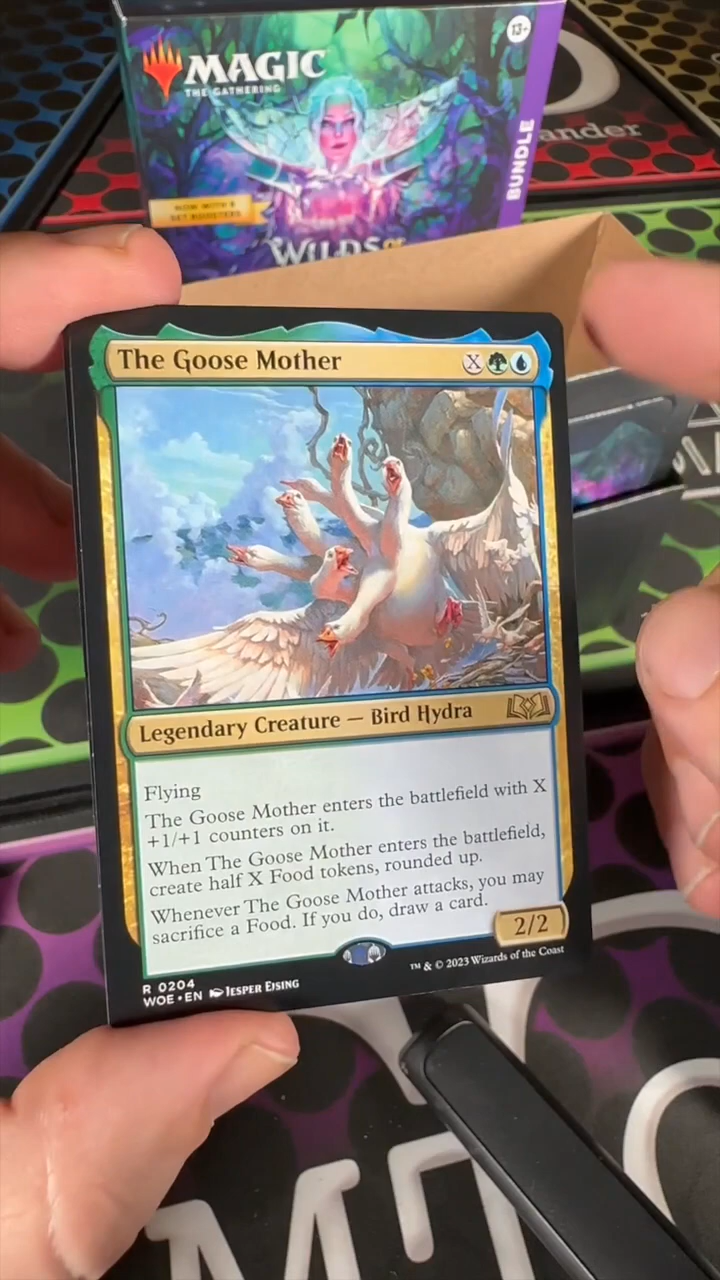 MAGIC
THE GATHERING
13+
BUNDLE
WILDS OF
ander
The Goose Mother
X
Legendary Creature — Bird Hydra
Flying
The Goose Mother enters the battlefield with X
+1/+1 counters on it.
When The Goose Mother enters the battlefield,
create half X Food tokens, rounded up.
Whenever The Goose Mother attacks, you may
sacrifice a Food. If you do, draw a card.
2/2
R 0204
WOE • EN JESPER EJSING
™ & © 2023 Wizards of the Coast
MT